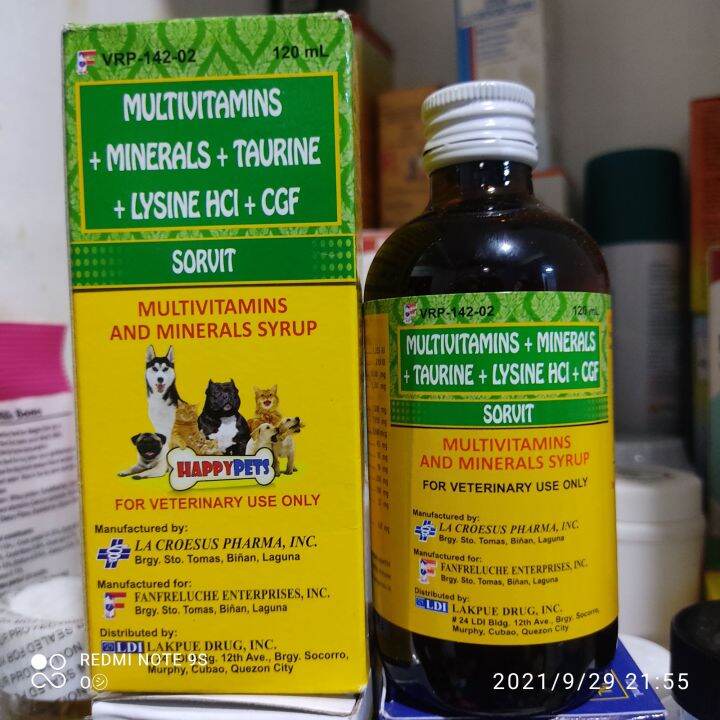 VRP-142-02 120 mL
MULTIVITAMINS
+ MINERALS + TAURINE
+ LYSINE HCl + CGF
SORVIT
MULTIVITAMINS
AND MINERALS SYRUP
HAPPYPETS
FOR VETERINARY USE ONLY
Manufactured by:
LA CROESUS PHARMA, INC.
Brgy. Sto. Tomas, Biñan, Laguna
Manufactured for:
FANFRELUCHE ENTERPRISES, INC.
Brgy. Sto. Tomas, Biñan, Laguna
Distributed by:
LDI LAKPUE DRUG, INC.
Bldg. 12th Ave., Brgy. Socorro,
Murphy, Cubao, Quezon City
VRP-142-02 120 mL
MULTIVITAMINS + MINERALS
+ TAURINE + LYSINE HCl + CGF
SORVIT
MULTIVITAMINS
AND MINERALS SYRUP
FOR VETERINARY USE ONLY
Manufactured by:
LA CROESUS PHARMA, INC.
Brgy. Sto. Tomas, Biñan, Laguna
Manufactured for:
FANFRELUCHE ENTERPRISES, INC.
Brgy. Sto. Tomas, Biñan, Laguna
Distributed by:
LDI LAKPUE DRUG, INC.
# 24 LDI Bldg. 12th Ave., Brgy. Socorro,
Murphy, Cubao, Quezon City
REDMI NOTE 9S
2021/9/29 21:55